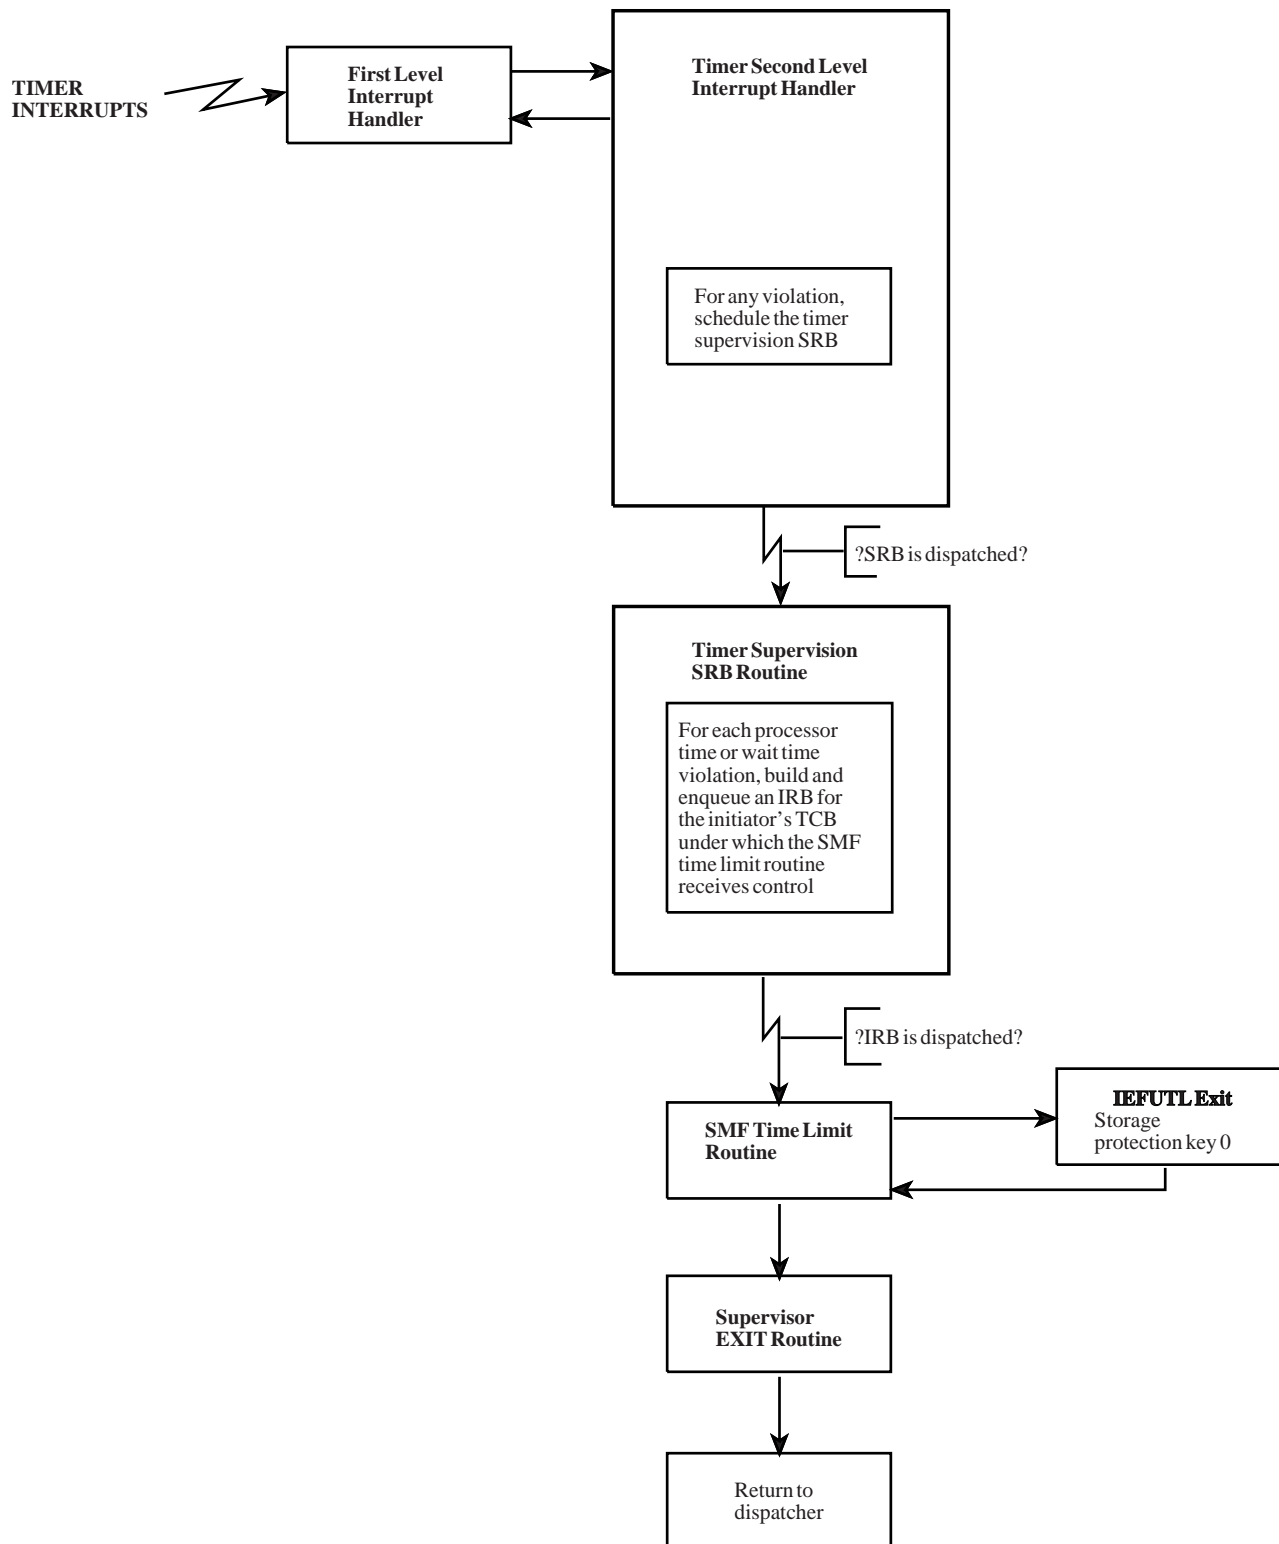 TIMER
INTERRUPTS
First Level
Interrupt
Handler
Timer Second Level
Interrupt Handler
For any violation,
schedule the timer
supervision SRB
?SRB is dispatched?
Timer Supervision
SRB Routine
For each processor
time or wait time
violation, build and
enqueue an IRB for
the initiator’s TCB
under which the SMF
time limit routine
receives control
?IRB is dispatched?
SMF Time Limit
Routine
IEFUTL Exit
Storage
protection key 0
Supervisor
EXIT Routine
Return to
dispatcher